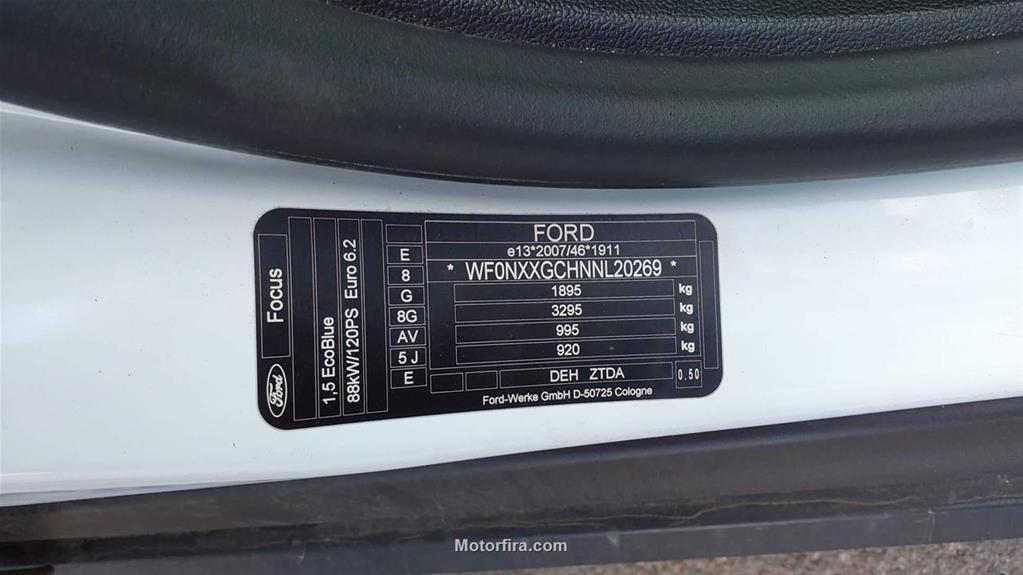 Ford
Focus
1,5 EcoBlue
88kW/120PS Euro 6.2
E
8
G
8G
AV
5 J
E
FORD
e13*2007/46*1911
* WF0NXXGCHNNL20269 *
1895 kg
3295 kg
995 kg
920 kg
DEH ZTDA
0.50
Ford-Werke GmbH D-50725 Cologne
Motorfira.com